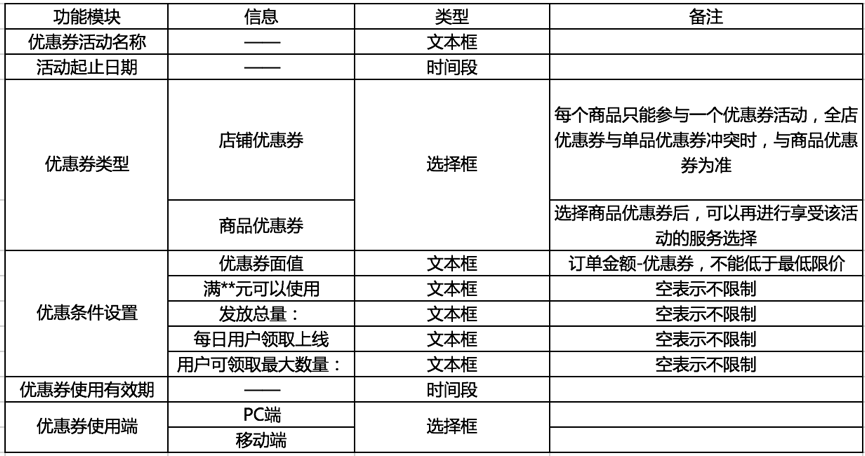 功能模块 信息 类型 备注
优惠券活动名称 —— 文本框
活动起止日期 —— 时间段
优惠券类型 店铺优惠券 选择框 每个商品只能参与一个优惠券活动，全店
优惠券与单品优惠券冲突时，与商品优惠
券为准
商品优惠券 选择商品优惠券后，可以再进行享受该活
动的服务选择
优惠条件设置 优惠券面值 文本框 订单金额-优惠券，不能低于最低限价
满**元可以使用 文本框 空表示不限制
发放总量： 文本框 空表示不限制
每日用户领取上线 文本框 空表示不限制
用户可领取最大数量： 文本框 空表示不限制
优惠券使用有效期 —— 时间段
优惠券使用端 PC端 选择框
移动端